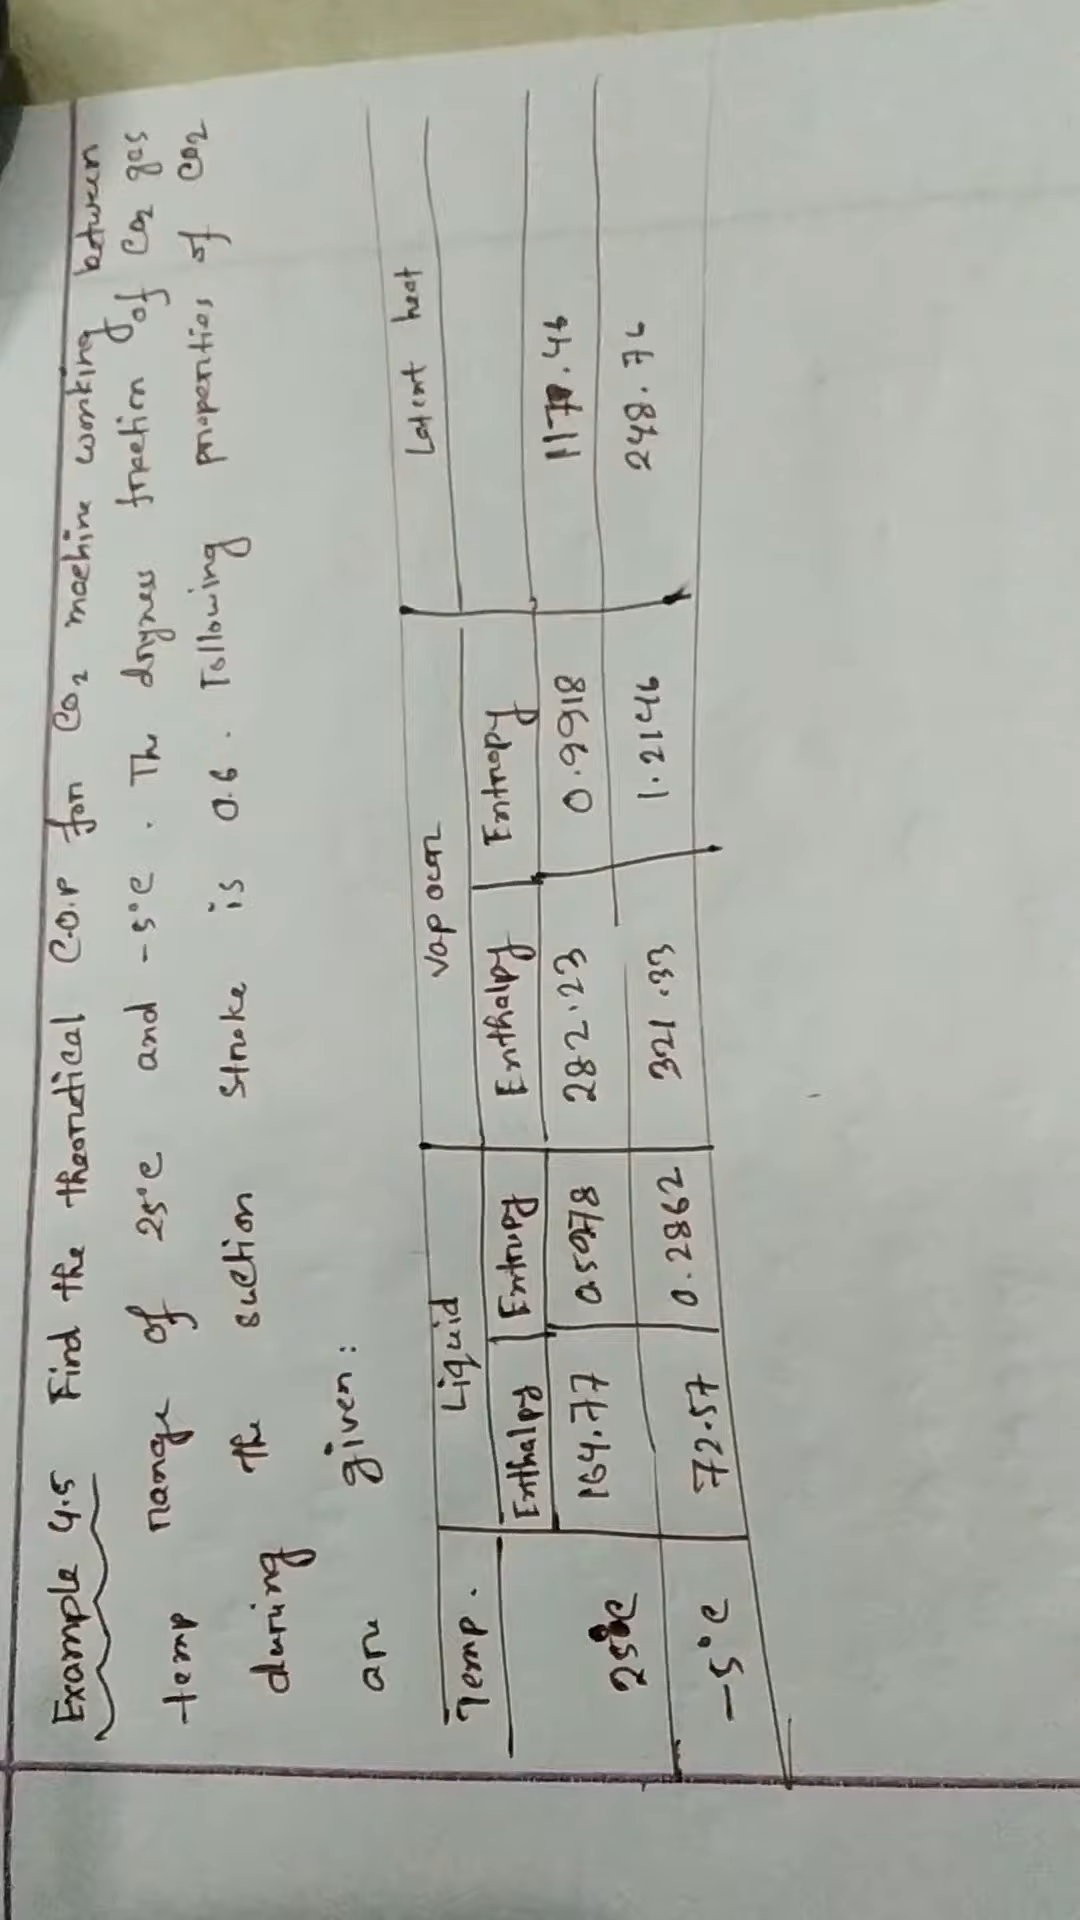 Example 4.5 Find the theoretical C.O.P for CO2 machine working between
temp range of 25°C and -5°C. The dryness fraction of CO2 gas
during the suction stroke is 0.6. Following properties of CO2
are given:
Temp. Liquid Vapour Latent heat
Enthalpy Entropy Enthalpy Entropy
25°C 164.77 0.5978 282.23 0.9918 117.46
-5°C 72.57 0.2862 321.33 1.2146 248.76